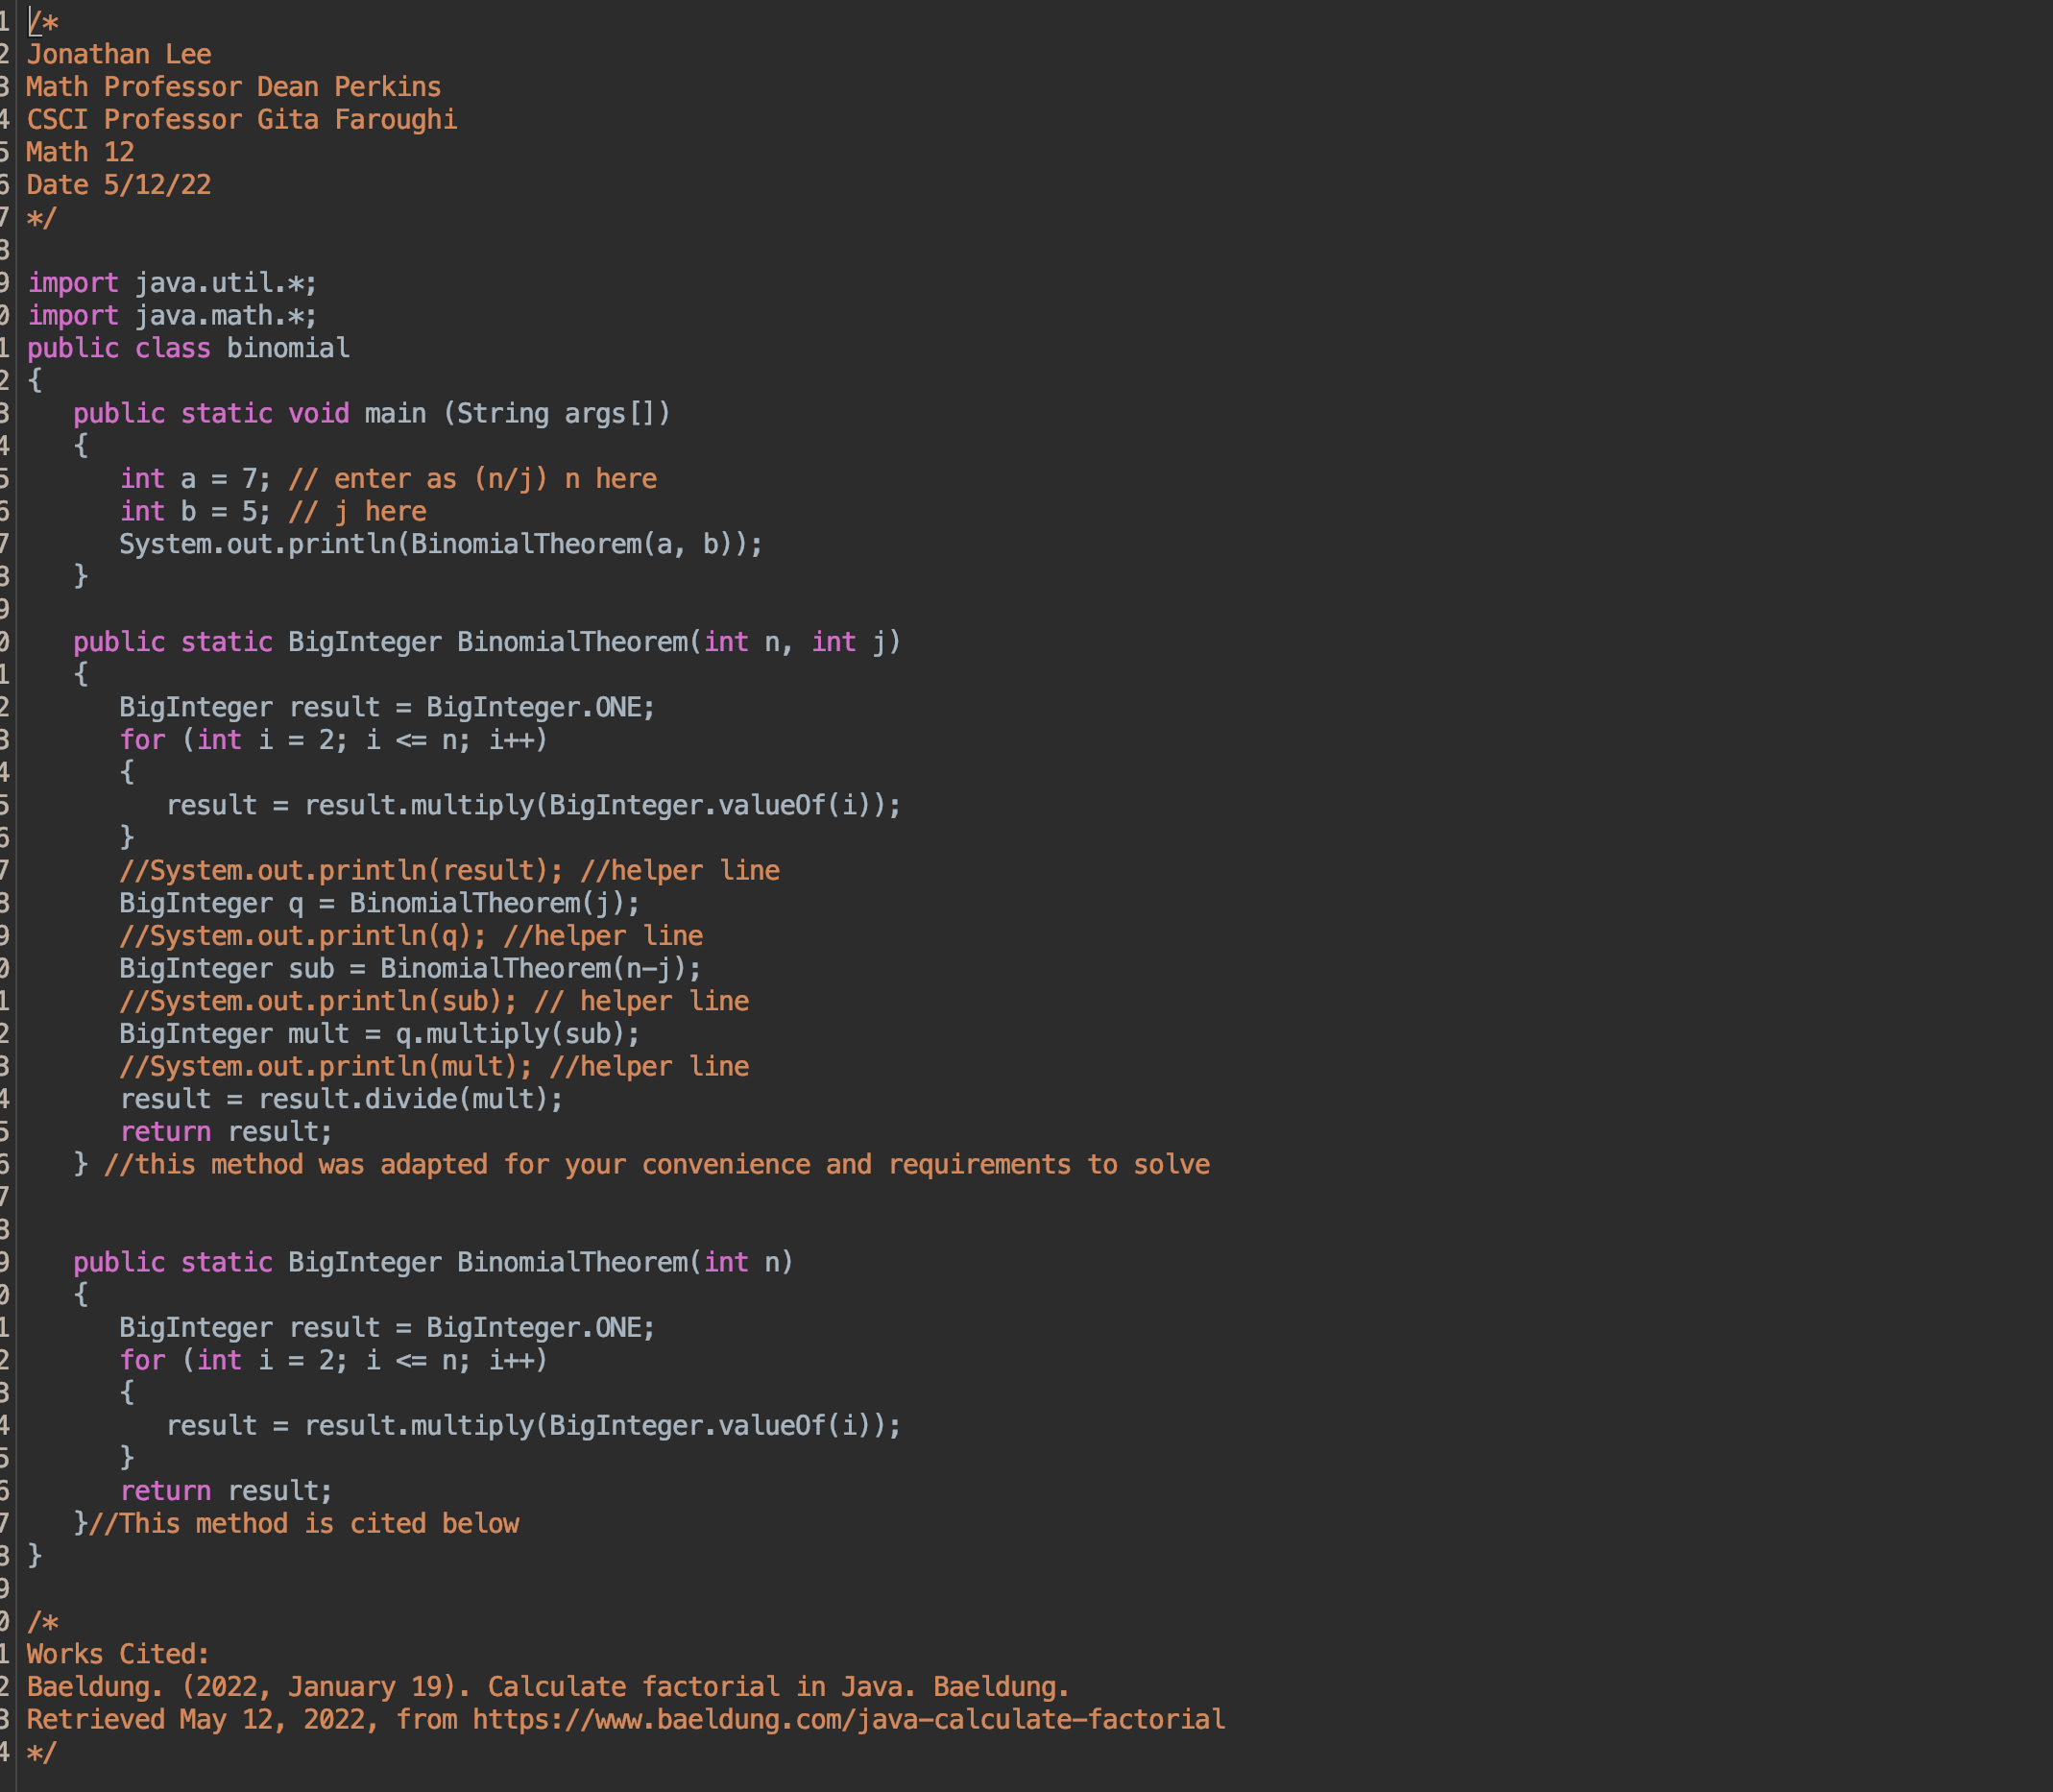 1 /*
2 Jonathan Lee
3 Math Professor Dean Perkins
4 CSCI Professor Gita Faroughi
5 Math 12
6 Date 5/12/22
7 */
8
9 import java.util.*;
0 import java.math.*;
1 public class binomial
2 {
3    public static void main (String args[])
4    {
5       int a = 7; // enter as (n/j) n here
6       int b = 5; // j here
7       System.out.println(BinomialTheorem(a, b));
8    }
9
0    public static BigInteger BinomialTheorem(int n, int j)
1    {
2       BigInteger result = BigInteger.ONE;
3       for (int i = 2; i <= n; i++)
4       {
5          result = result.multiply(BigInteger.valueOf(i));
6       }
7       //System.out.println(result); //helper line
8       BigInteger q = BinomialTheorem(j);
9       //System.out.println(q); //helper line
0       BigInteger sub = BinomialTheorem(n-j);
1       //System.out.println(sub); // helper line
2       BigInteger mult = q.multiply(sub);
3       //System.out.println(mult); //helper line
4       result = result.divide(mult);
5       return result;
6    } //this method was adapted for your convenience and requirements to solve
7
8
9    public static BigInteger BinomialTheorem(int n)
0    {
1       BigInteger result = BigInteger.ONE;
2       for (int i = 2; i <= n; i++)
3       {
4          result = result.multiply(BigInteger.valueOf(i));
5       }
6       return result;
7    }//This method is cited below
8 }
9
0 /*
1 Works Cited:
2 Baeldung. (2022, January 19). Calculate factorial in Java. Baeldung.
3 Retrieved May 12, 2022, from https://www.baeldung.com/java-calculate-factorial
4 */